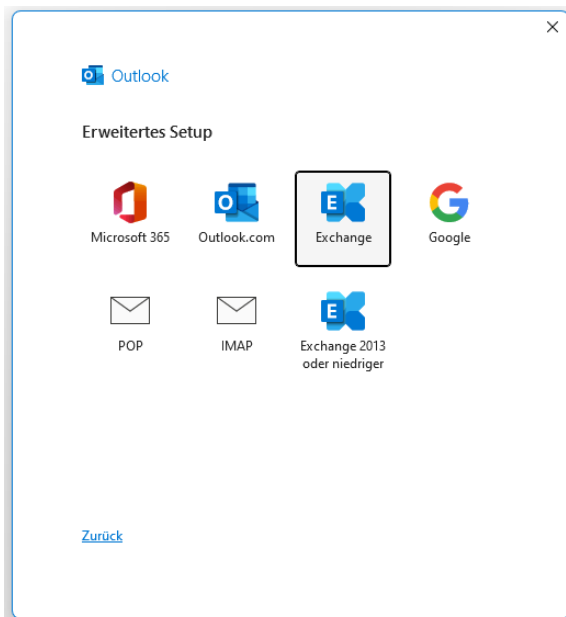 Outlook
Erweitertes Setup
Microsoft 365
Outlook.com
Exchange
Google
POP
IMAP
Exchange 2013
oder niedriger
Zurück